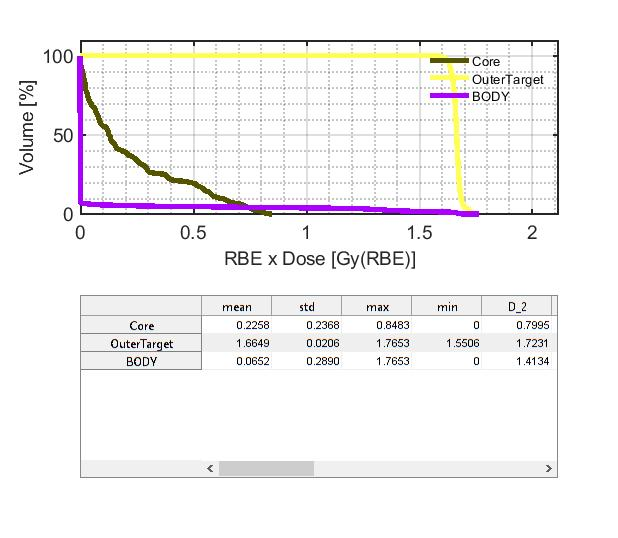 100
50
0
Volume [%]
Core
OuterTarget
BODY
0 0.5 1 1.5 2
RBE x Dose [Gy(RBE)]
mean std max min D_2
Core 0.2258 0.2368 0.8483 0 0.7995
OuterTarget 1.6649 0.0206 1.7653 1.5506 1.7231
BODY 0.0652 0.2890 1.7653 0 1.4134